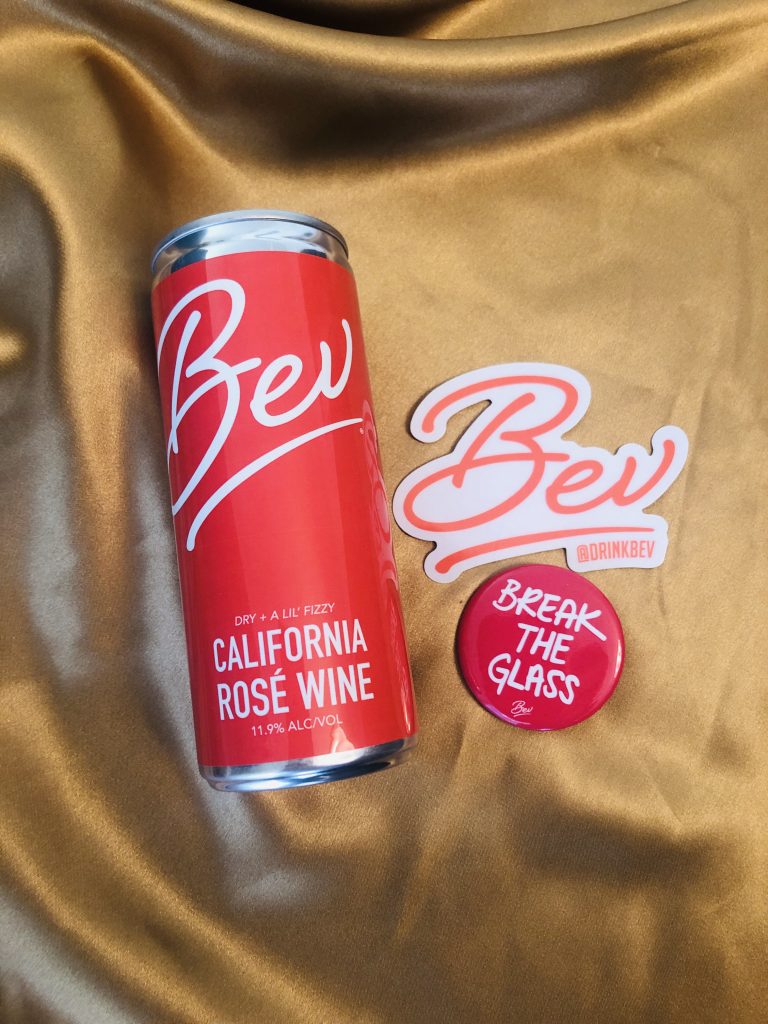 Bev
DRY + A LIL' FIZZY
CALIFORNIA
ROSÉ WINE
11.9% ALC/VOL
Bev
@DRINKBEV
BREAK
THE
GLASS
Bev